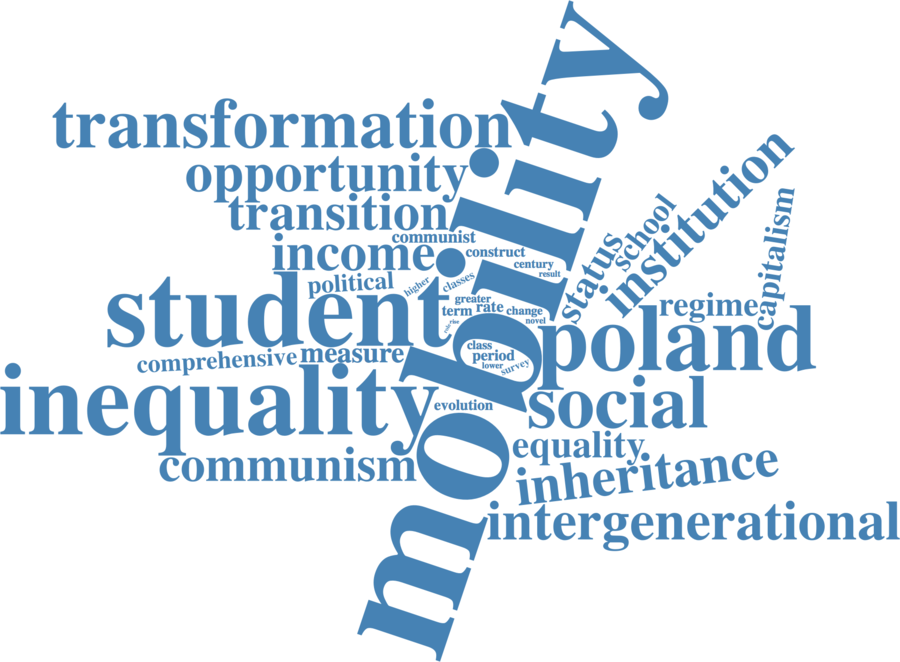 mobility
transformation
opportunity
transition
communist
income
construct
century
result
political
higher
classes
student
greater
term
rate
change
novel
rise
status
school
institution
capitalism
regime
poland
class
period
lower
survey
comprehensive
measure
inequality
evolution
social
communism
equality
inheritance
intergenerational